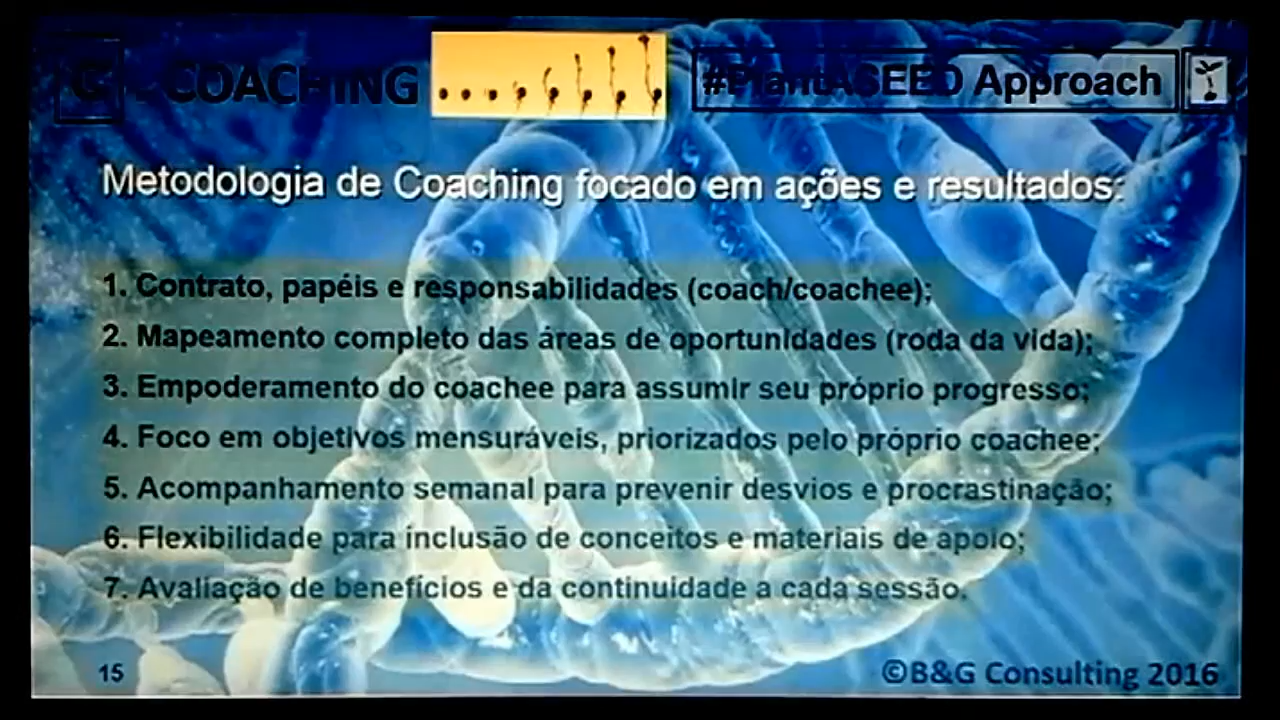 C : COACHING
#PlantASEED Approach
Metodologia de Coaching focado em ações e resultados:
1. Contrato, papéis e responsabilidades (coach/coachee);
2. Mapeamento completo das áreas de oportunidades (roda da vida);
3. Empoderamento do coachee para assumir seu próprio progresso;
4. Foco em objetivos mensuráveis, priorizados pelo próprio coachee;
5. Acompanhamento semanal para prevenir desvios e procrastinação;
6. Flexibilidade para inclusão de conceitos e materiais de apoio;
7. Avaliação de benefícios e da continuidade a cada sessão.
15
©B&G Consulting 2016